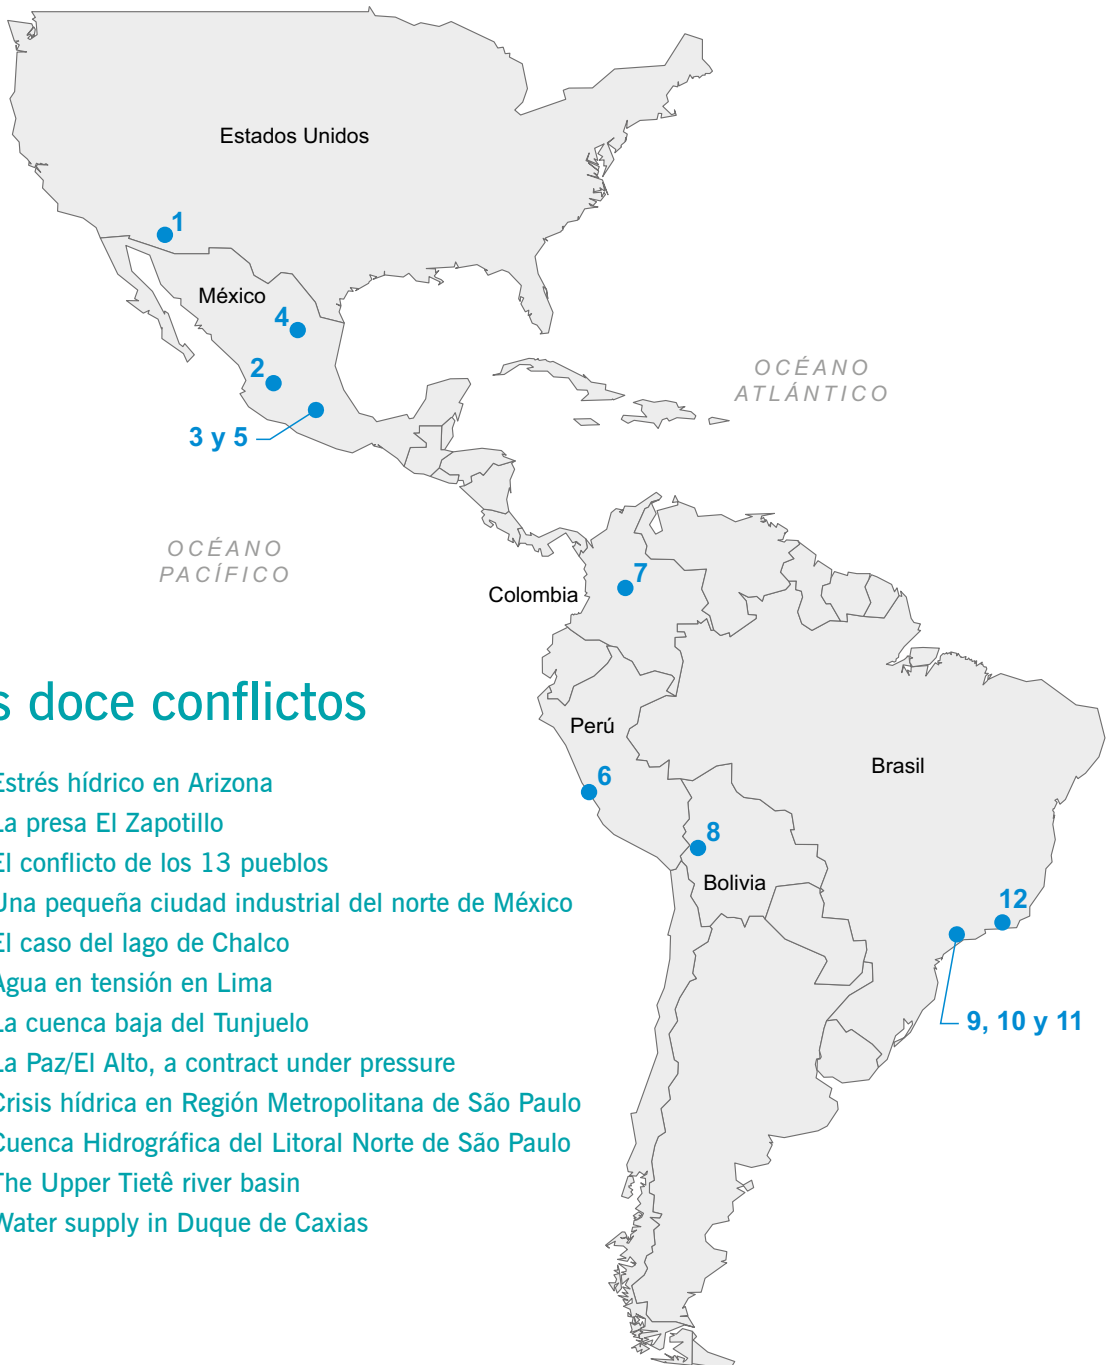 Estados Unidos
1
México
4
2
3 y 5
OCÉANO
ATLÁNTICO
OCÉANO
PACÍFICO
7
Colombia
s doce conflictos
Perú
6
Brasil
8
Bolivia
12
9, 10 y 11
Estrés hídrico en Arizona
La presa El Zapotillo
El conflicto de los 13 pueblos
Una pequeña ciudad industrial del norte de México
El caso del lago de Chalco
Agua en tensión en Lima
La cuenca baja del Tunjuelo
La Paz/El Alto, a contract under pressure
Crisis hídrica en Región Metropolitana de São Paulo
Cuenca Hidrográfica del Litoral Norte de São Paulo
The Upper Tietê river basin
Water supply in Duque de Caxias